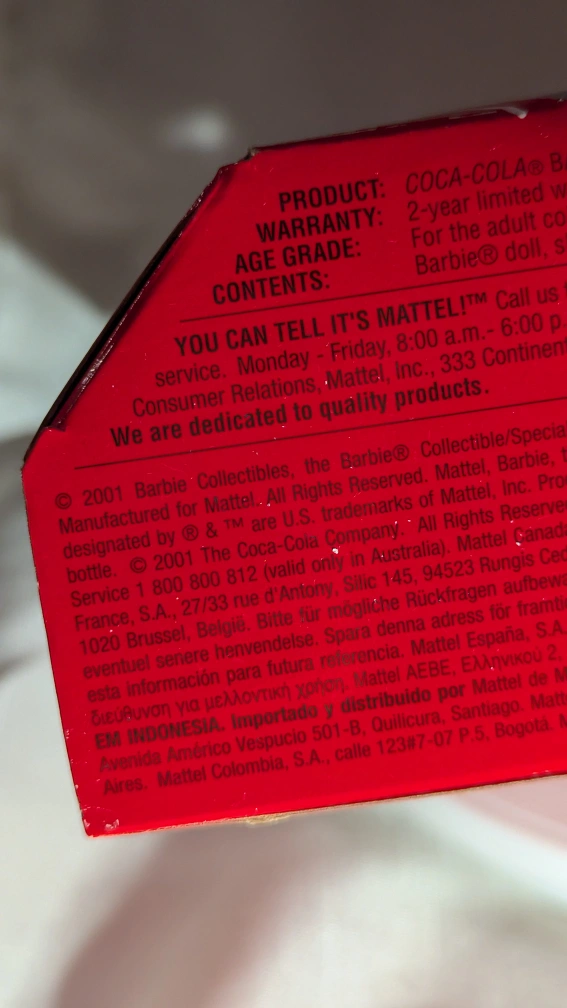 PRODUCT: COCA-COLA® BA
WARRANTY: 2-year limited w
AGE GRADE: For the adult co
CONTENTS: Barbie® doll, s
YOU CAN TELL IT'S MATTEL!™ Call us
service. Monday - Friday, 8:00 a.m.- 6:00 p.
Consumer Relations, Mattel, Inc., 333 Continen
We are dedicated to quality products.
© 2001 Barbie Collectibles, the Barbie® Collectible/Specia
Manufactured for Mattel. All Rights Reserved. Mattel, Barbie, t
designated by ® & ™ are U.S. trademarks of Mattel, Inc. Pro
bottle. © 2001 The Coca-Cola Company. All Rights Reserve
Service 1 800 800 812 (valid only in Australia). Mattel Canada
France, S.A., 27/33 rue d'Antony, Silic 145, 94523 Rungis Ced
1020 Brussel, België. Bitte für mögliche Rückfragen aufbewa
eventuel senere henvendelse. Spara denna adress för framti
esta información para futura referencia. Mattel España, S.A.
διεύθυνση για μελλοντική χρήση. Mattel AEBE, Ελληνικού 2,
EM INDONESIA. Importado y distribuido por Mattel de M
Avenida Américo Vespucio 501-B, Quilicura, Santiago. Matt
Aires. Mattel Colombia, S.A., calle 123#7-07 P.5, Bogotá. M